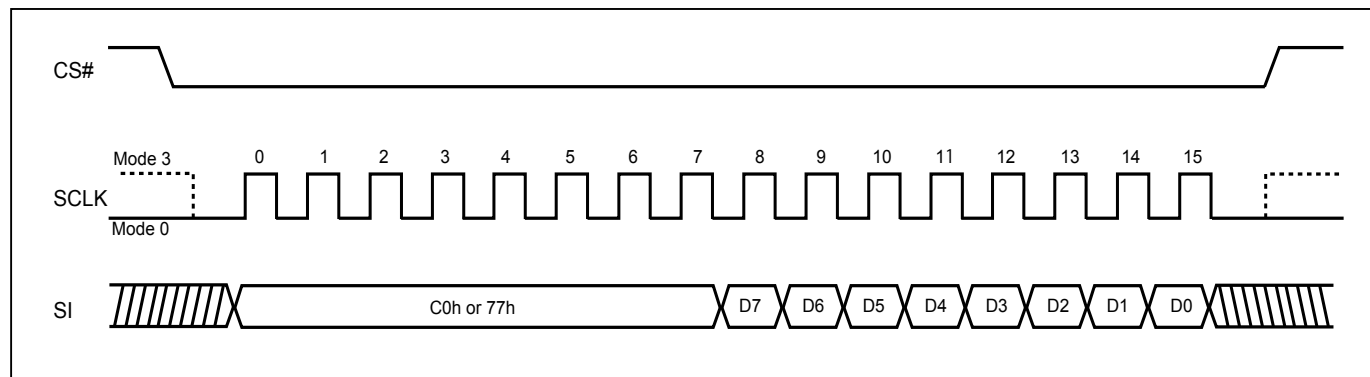 CS#
Mode 3 0 1 2 3 4 5 6 7 8 9 10 11 12 13 14 15
SCLK
Mode 0
SI C0h or 77h D7 D6 D5 D4 D3 D2 D1 D0